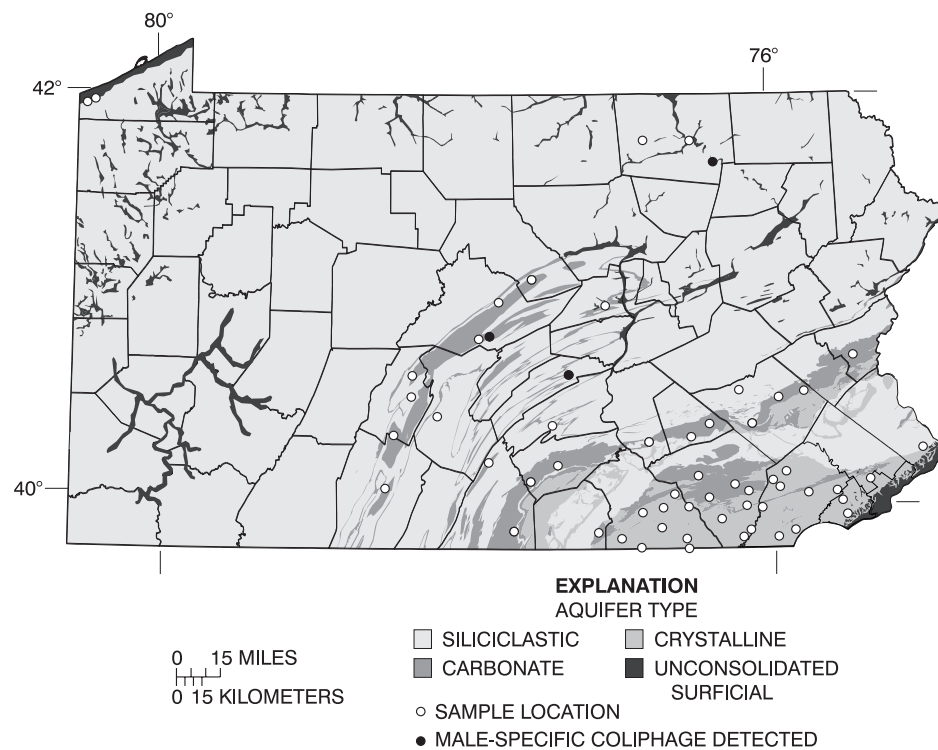 80°
76°
42°
40°
EXPLANATION
AQUIFER TYPE
SILICICLASTIC
CRYSTALLINE
CARBONATE
UNCONSOLIDATED
SURFICIAL
0 15 MILES
0 15 KILOMETERS
SAMPLE LOCATION
MALE-SPECIFIC COLIPHAGE DETECTED